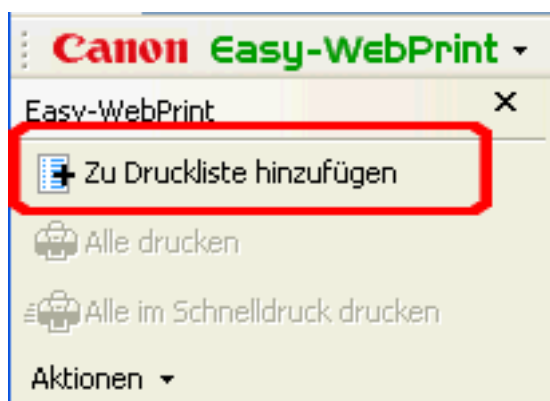 Canon Easy-WebPrint
Easy-WebPrint
Zu Druckliste hinzufügen
Alle drucken
Alle im Schnelldruck drucken
Aktionen